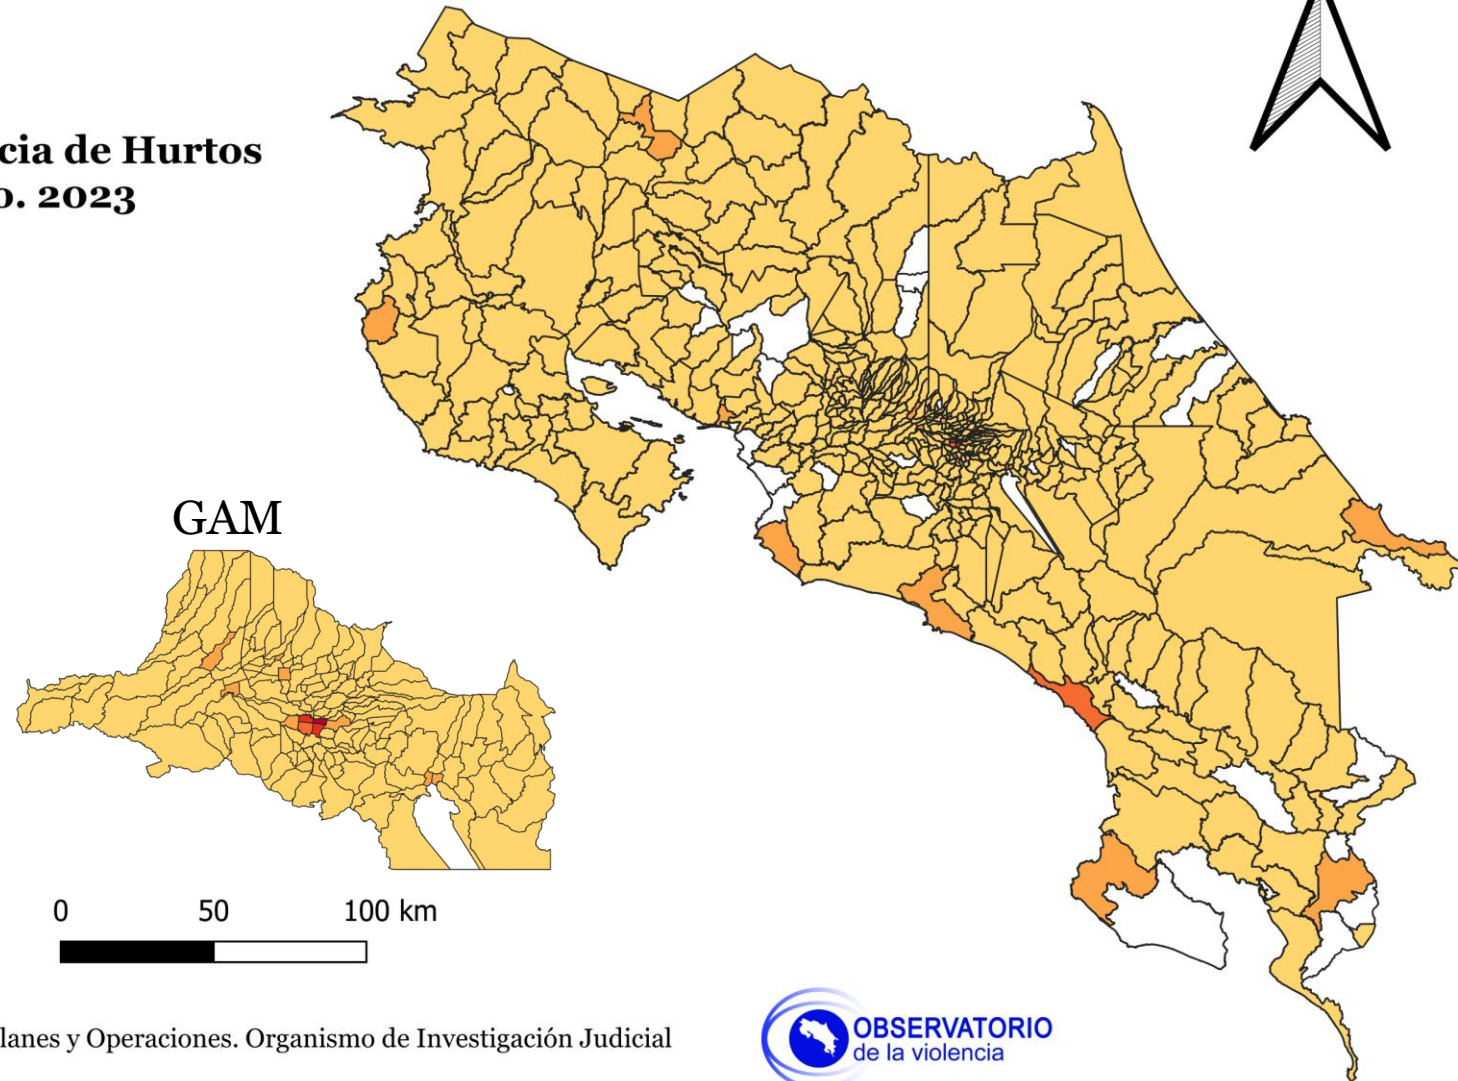 cia de Hurtos
o. 2023
GAM
0 50 100 km
lanes y Operaciones. Organismo de Investigación Judicial
OBSERVATORIO
de la violencia